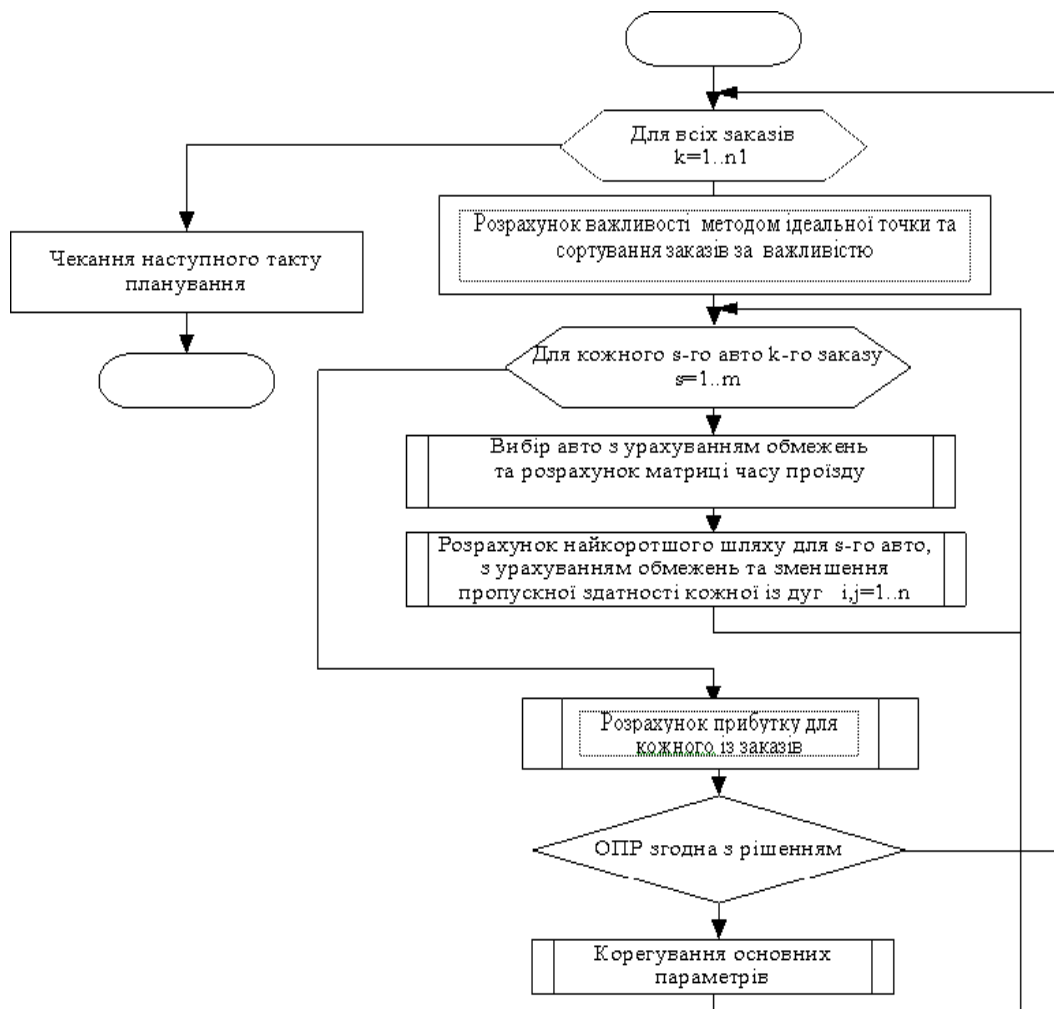 Для всіх заказів
k=1..n1
Розрахунок важливості методом ідеальної точки та
сортування заказів за важливістю
Чекання наступного такту
планування
Для кожного s-го авто k-го заказу
s=1..m
Вибір авто з урахуванням обмежень
та розрахунок матриці часу проїзду
Розрахунок найкоротшого шляху для s-го авто,
з урахуванням обмежень та зменшення
пропускної здатності кожної із дуг i,j=1..n
Розрахунок прибутку для
кожного із заказів
ОПР згодна з рішенням
Корегування основних
параметрів